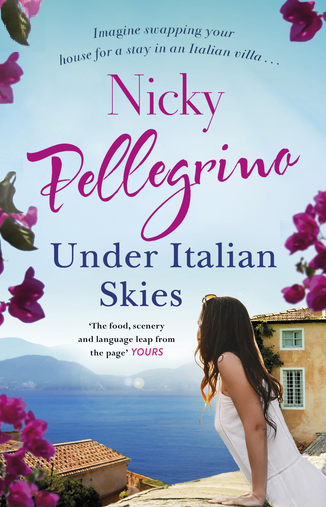 Imagine swapping your
house for a stay in an Italian villa . . .
Nicky
Pellegrino
Under Italian
Skies
‘The food, scenery
and language leap from
the page’ YOURS